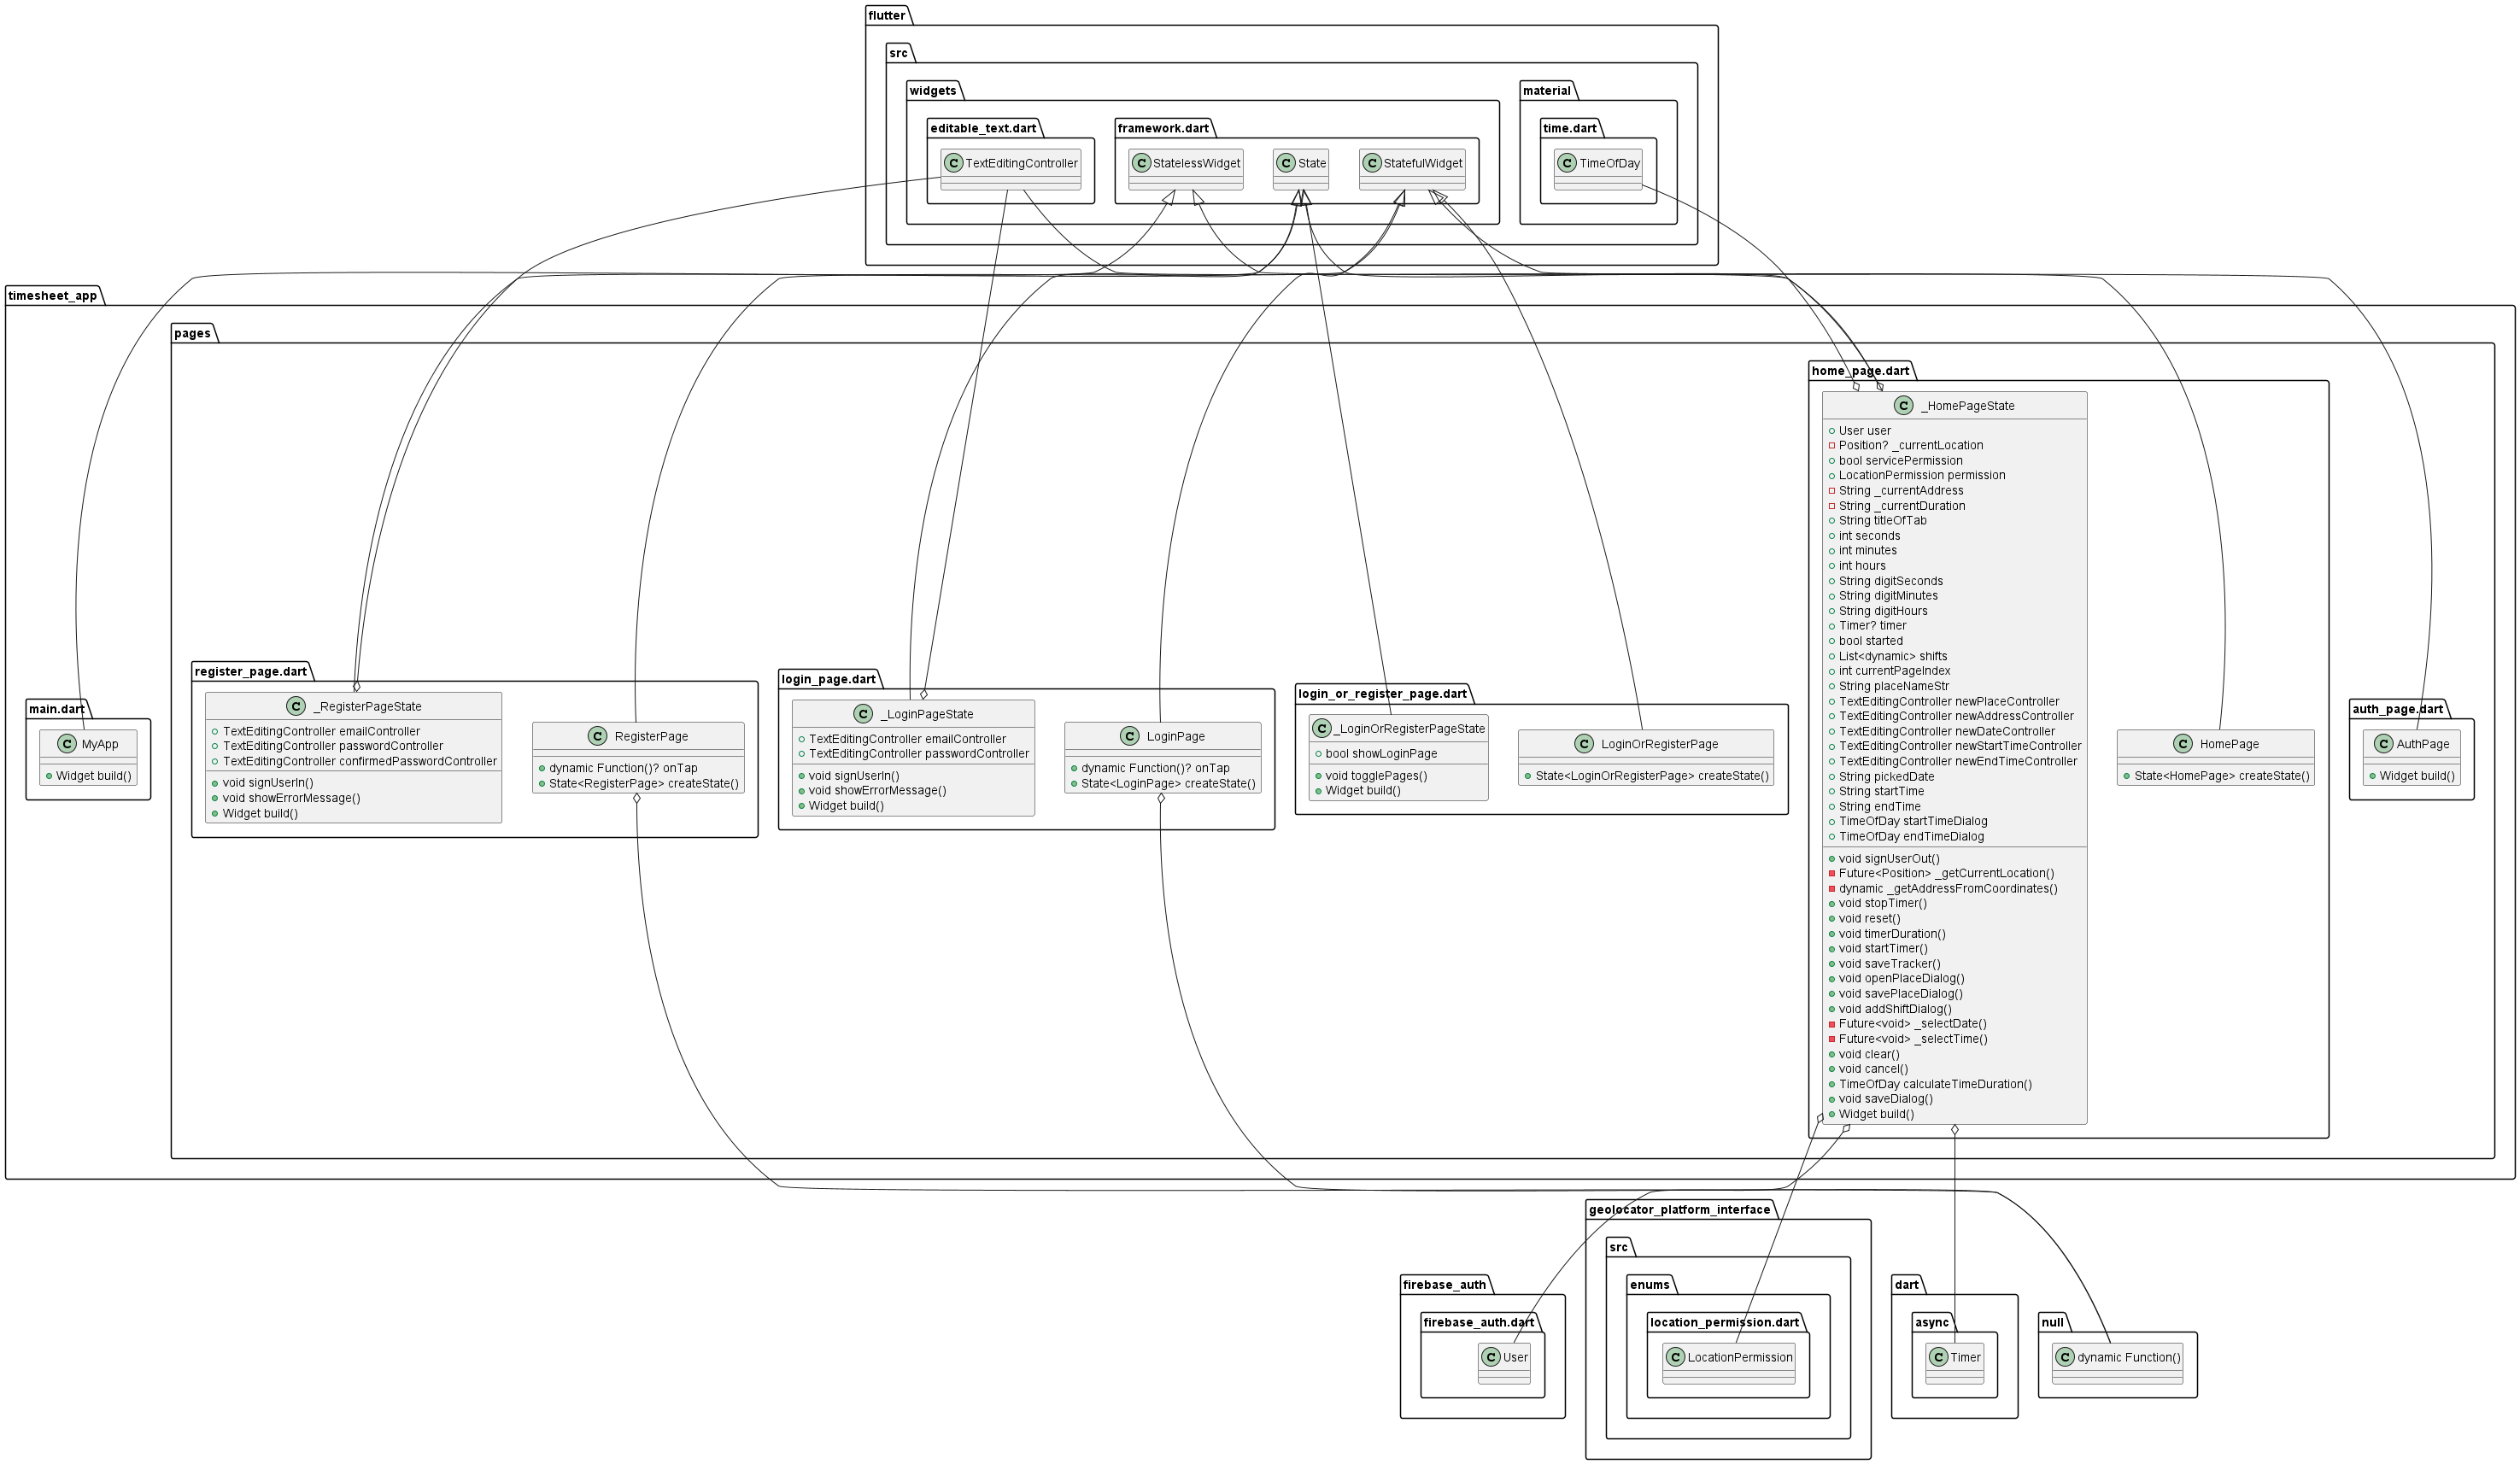 flutter
src
widgets
material
editable_text.dart
framework.dart
time.dart
C TextEditingController
C StatelessWidget
C State
C StatefulWidget
C TimeOfDay
timesheet_app
pages
home_page.dart
C _HomePageState
User user
Position? _currentLocation
bool servicePermission
LocationPermission permission
String _currentAddress
String _currentDuration
String titleOfTab
int seconds
int minutes
int hours
String digitSeconds
String digitMinutes
String digitHours
Timer? timer
bool started
List<dynamic> shifts
int currentPageIndex
String placeNameStr
TextEditingController newPlaceController
TextEditingController newAddressController
TextEditingController newDateController
TextEditingController newStartTimeController
TextEditingController newEndTimeController
String pickedDate
String startTime
String endTime
TimeOfDay startTimeDialog
TimeOfDay endTimeDialog
void signUserOut()
Future<Position> _getCurrentLocation()
dynamic _getAddressFromCoordinates()
void stopTimer()
void reset()
void timerDuration()
void startTimer()
void saveTracker()
void openPlaceDialog()
void savePlaceDialog()
void addShiftDialog()
Future<void> _selectDate()
Future<void> _selectTime()
void clear()
void cancel()
TimeOfDay calculateTimeDuration()
void saveDialog()
Widget build()
C HomePage
State<HomePage> createState()
main.dart
C MyApp
Widget build()
register_page.dart
C _RegisterPageState
TextEditingController emailController
TextEditingController passwordController
TextEditingController confirmedPasswordController
void signUserIn()
void showErrorMessage()
Widget build()
C RegisterPage
dynamic Function()? onTap
State<RegisterPage> createState()
login_page.dart
C _LoginPageState
TextEditingController emailController
TextEditingController passwordController
void signUserIn()
void showErrorMessage()
Widget build()
C LoginPage
dynamic Function()? onTap
State<LoginPage> createState()
login_or_register_page.dart
C _LoginOrRegisterPageState
bool showLoginPage
void togglePages()
Widget build()
C LoginOrRegisterPage
State<LoginOrRegisterPage> createState()
auth_page.dart
C AuthPage
Widget build()
geolocator_platform_interface
src
enums
location_permission.dart
C LocationPermission
firebase_auth
firebase_auth.dart
C User
dart
async
C Timer
null
C dynamic Function()